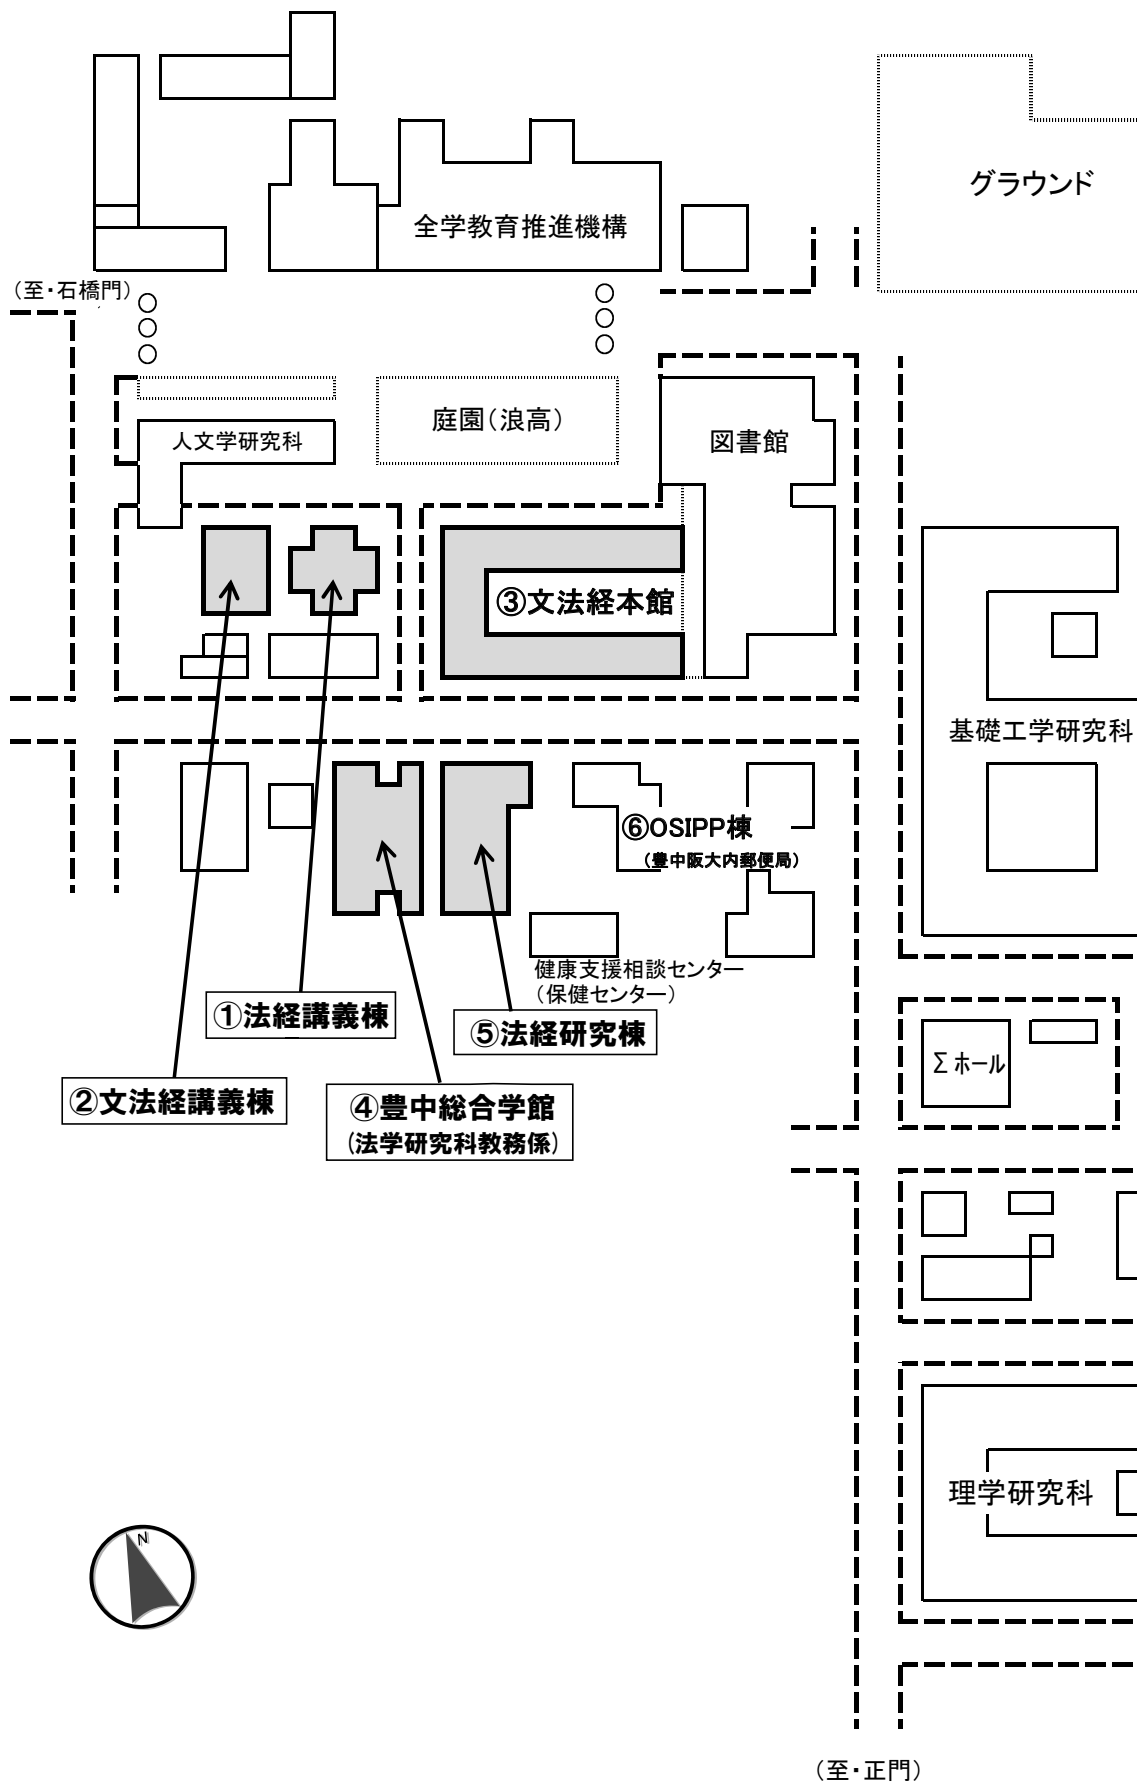 グラウンド
全学教育推進機構
（至・石橋門）
庭園（浪高）
人文学研究科
図書館
③文法経本館
基礎工学研究科
⑥OSIPP棟
（豊中阪大内郵便局）
健康支援相談センター
（保健センター）
①法経講義棟
⑤法経研究棟
Σホール
②文法経講義棟
④豊中総合学館
（法学研究科教務係）
理学研究科
N
（至・正門）